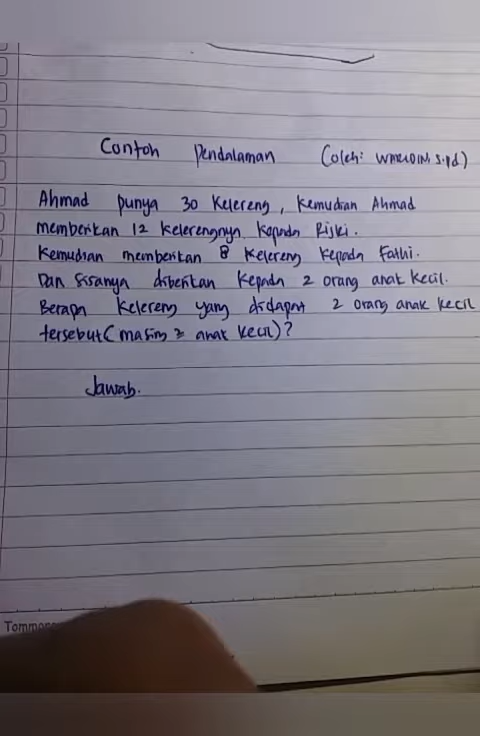 Contoh Pendalaman (oleh: WAHIDIN S.Pd)
Ahmad punya 30 Kelereng, Kemudian Ahmad
memberikan 12 Kelerengnya Kepada Riski.
Kemudian memberikan 8 Kelereng Kepada Fathi.
Dan Sisanya diberikan Kepada 2 orang anak Kecil.
Berapa Kelereng yang didapat 2 orang anak Kecil
tersebut (masing2 anak Kecil)?
Jawab.